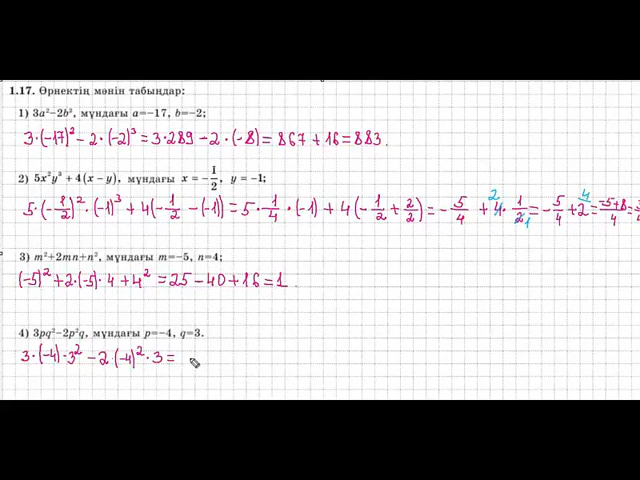 1.17. Өрнектің мәнін табыңдар:
1) 3a²−2b³, мұндағы a=−17, b=−2;
3·(−17)² − 2·(−2)³ = 3·289 − 2·(−8) = 867 + 16 = 883.
2) 5x²y³ + 4(x − y), мұндағы x = −1/2, y = −1;
5·(−1/2)²·(−1)³ + 4(−1/2 − (−1)) = 5·1/4·(−1) + 4(−1/2 + 2/2) = −5/4 + 4·1/2 = −5/4 + 2 = −5+8/4 = 3/4
3) m²+2mn+n², мұндағы m=−5, n=4;
(−5)² + 2·(−5)·4 + 4² = 25 − 40 + 16 = 1.
4) 3pq²−2p²q, мұндағы p=−4, q=3.
3·(−4)·3² − 2·(−4)²·3 =